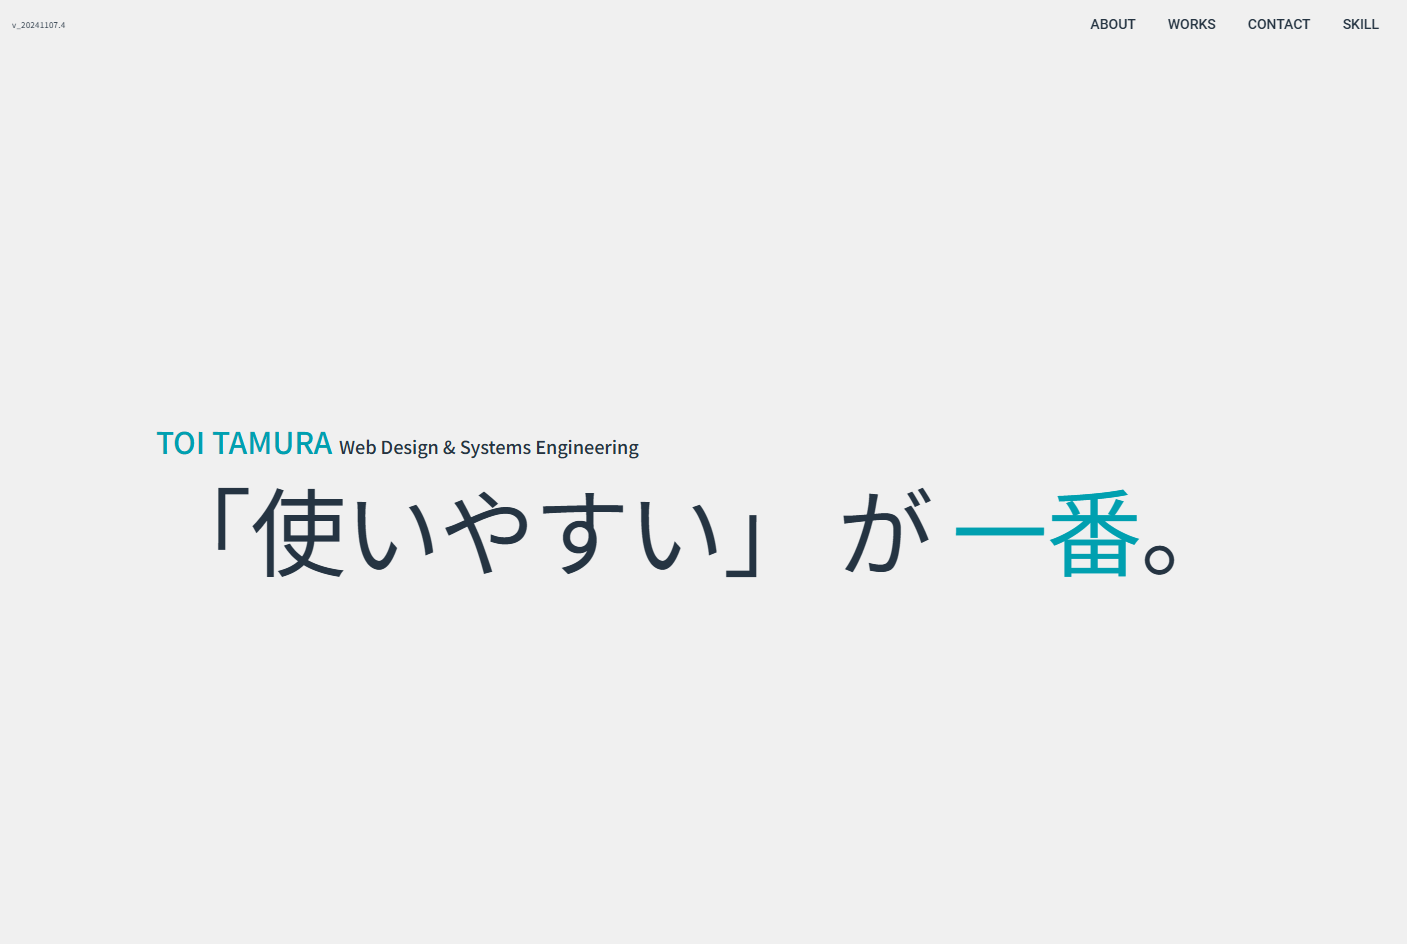 v_20241107.4
ABOUT WORKS CONTACT SKILL
TOI TAMURA Web Design & Systems Engineering
「使いやすい」 が 一番。